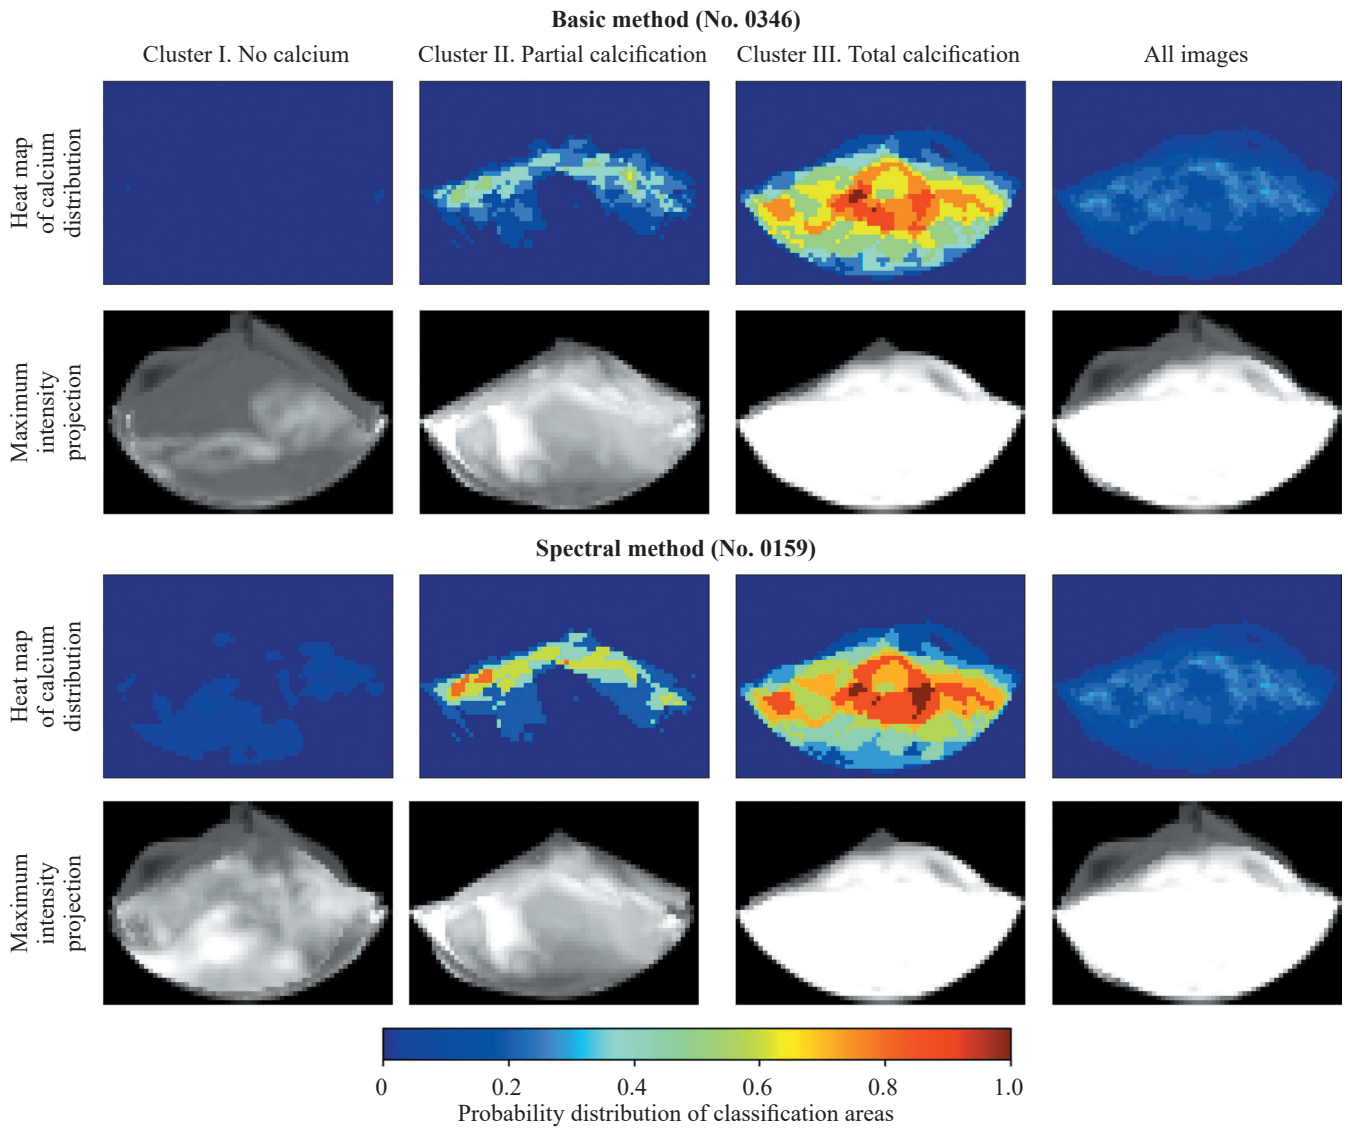 Basic method (No. 0346)
Cluster I. No calcium
Cluster II. Partial calcification
Cluster III. Total calcification
All images
Heat map
of calcium
distribution
Maximum
intensity
projection
Spectral method (No. 0159)
Heat map
of calcium
distribution
Maximum
intensity
projection
0 0.2 0.4 0.6 0.8 1.0
Probability distribution of classification areas